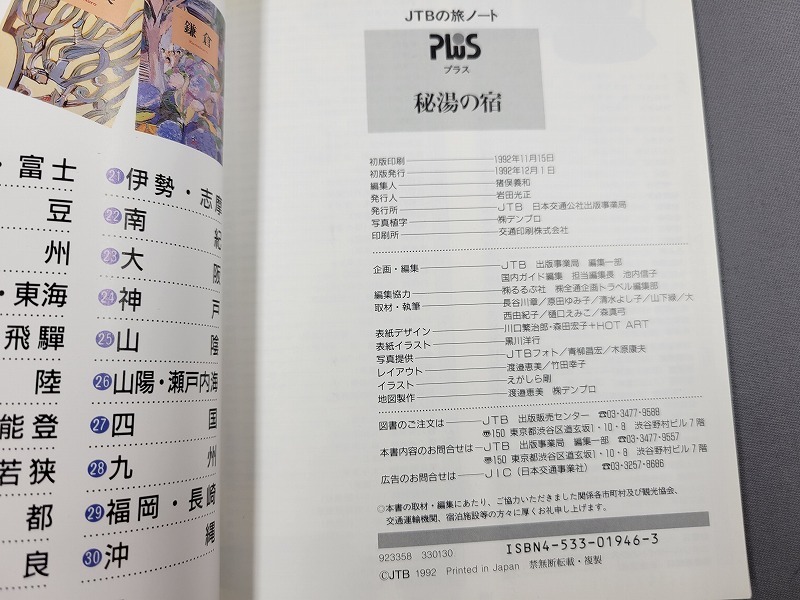 鎌倉
・富士
豆
州
・東海
飛騨
陸
能登
若狭
都
良
㉑伊勢・志摩
㉒南紀
㉓大阪
㉔神戸
㉕山陰
㉖山陽・瀬戸内海
㉗四国
㉘九州
㉙福岡・長崎
㉚沖縄
JTBの旅ノート
PLuS
プラス
秘湯の宿
初版印刷――1992年11月15日
初版発行――1992年12月1日
編集人――猪俣義和
発行人――岩田光正
発行所――JTB 日本交通公社出版事業局
写真植字――㈱テンプロ
印刷所――交通印刷株式会社
企画・編集――JTB 出版事業局 編集一部
国内ガイド編集 担当編集長 池内信子
編集協力――㈱るるぶ社 ㈱全通企画トラベル編集部
取材・執筆――長谷川章/原田ゆみ子/清水よし子/山下緑/大
西由紀子/樋口えみこ/森真弓
表紙デザイン――川口繁治郎・森田宏子+HOT ART
表紙イラスト――黒川洋行
写真提供――JTBフォト/青柳昌宏/木原康夫
レイアウト――渡邉恵美/竹田幸子
イラスト――えがしら剛
地図製作――渡邉恵美 ㈱テンプロ
図書のご注文は――JTB 出版販売センター ☎03-3477-9588
〒150 東京都渋谷区道玄坂1-10-8 渋谷野村ビル7階
本書内容のお問合せは――JTB 出版事業局 編集一部 ☎03-3477-9557
〒150 東京都渋谷区道玄坂1-10-8 渋谷野村ビル7階
広告のお問合せは――JIC(日本交通事業社) ☎03-3257-8686
◎本書の取材・編集にあたり、ご協力いただきました関係各市町村及び観光協会、
交通運輸機関、宿泊施設等の方々に厚くお礼申し上げます。
923358 330130
ISBN4-533-01946-3
©JTB 1992 Printed in Japan 禁無断転載・複製